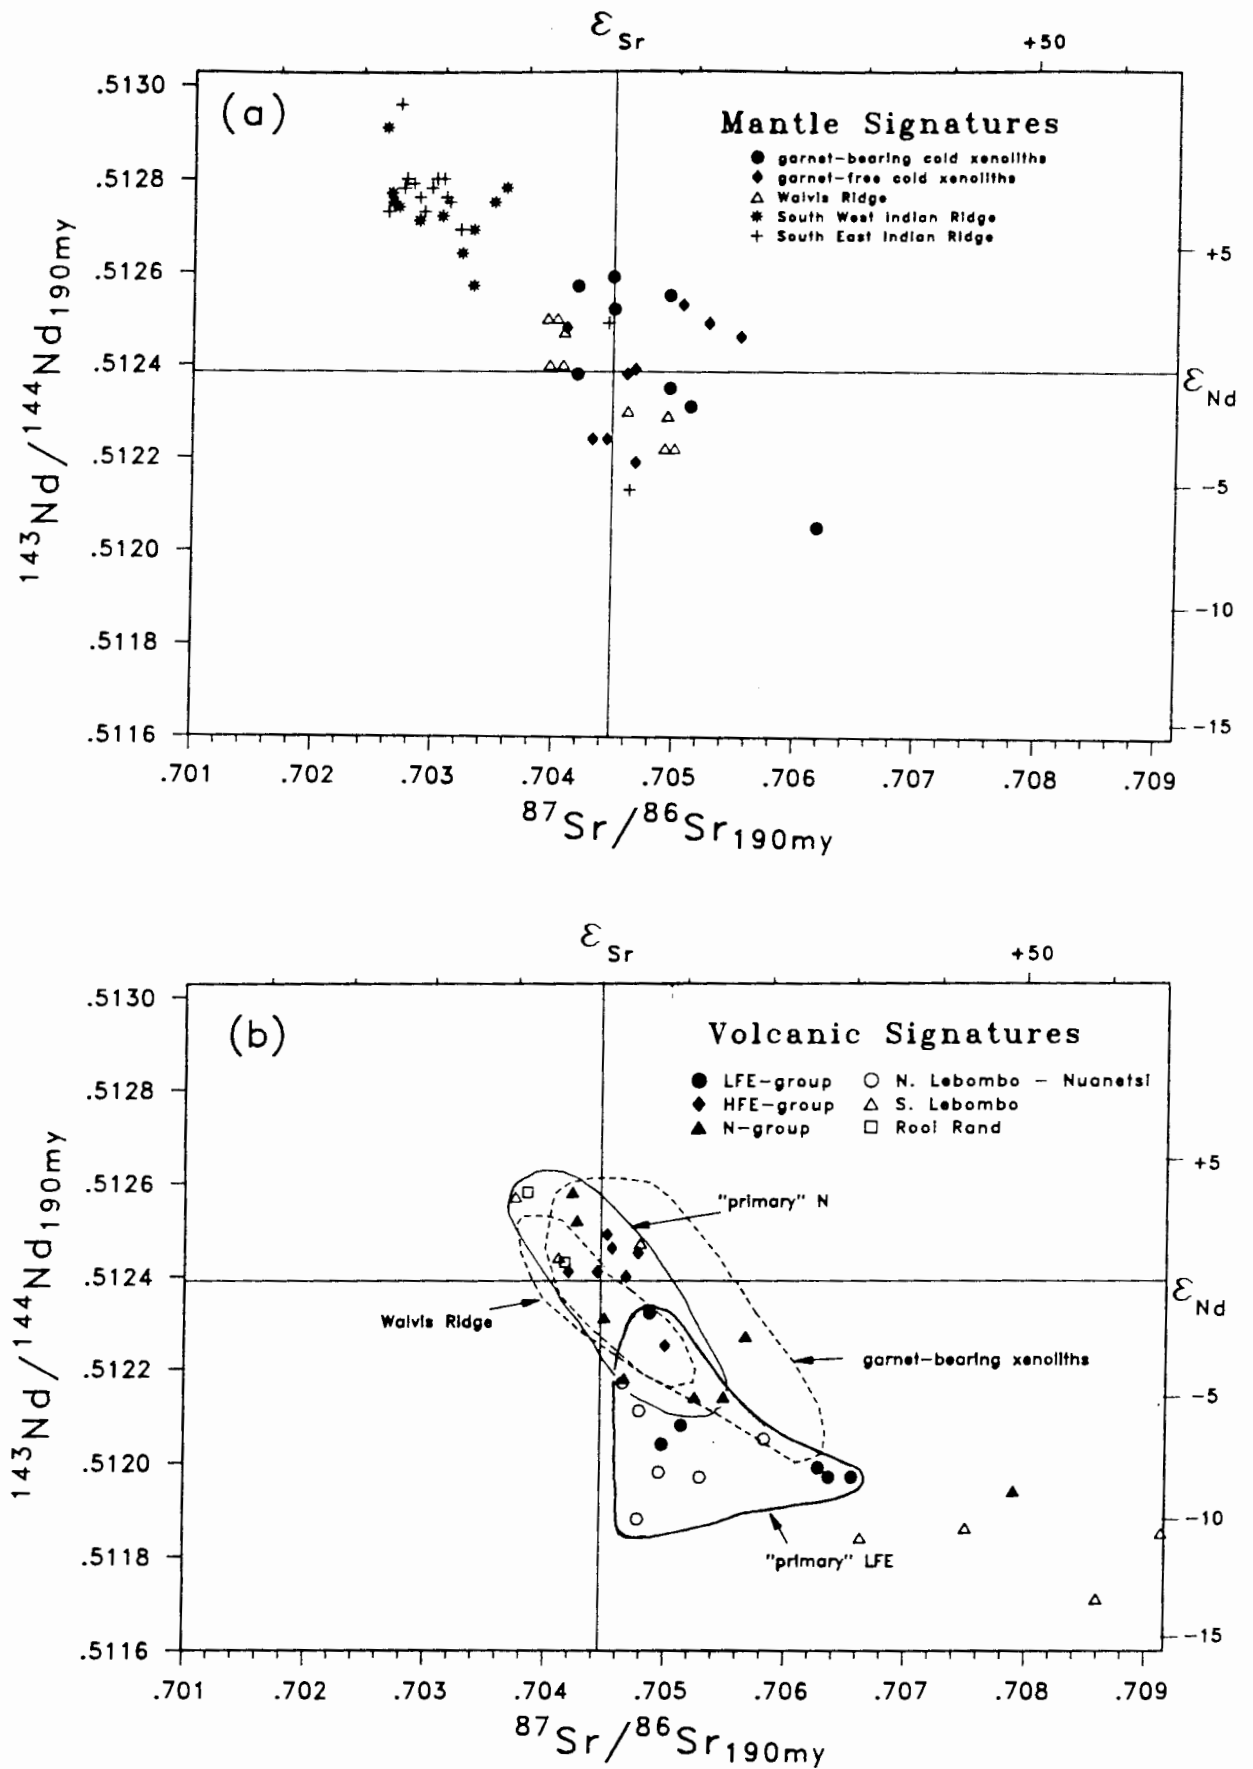 εSr
+50
(a)
Mantle Signatures
garnet-bearing cold xenoliths
garnet-free cold xenoliths
Walvis Ridge
South West Indian Ridge
South East Indian Ridge
.5130
.5128
.5126
.5124
.5122
.5120
.5118
.5116
143Nd/144Nd190my
+5
εNd
-5
-10
-15
.701 .702 .703 .704 .705 .706 .707 .708 .709
87Sr/86Sr190my
εSr
+50
(b)
Volcanic Signatures
LFE-group
HFE-group
N-group
N. Lebombo - Nuanetsi
S. Lebombo
Rooi Rand
.5130
.5128
.5126
.5124
.5122
.5120
.5118
.5116
143Nd/144Nd190my
"primary" N
Walvis Ridge
garnet-bearing xenoliths
"primary" LFE
+5
εNd
-5
-10
-15
.701 .702 .703 .704 .705 .706 .707 .708 .709
87Sr/86Sr190my